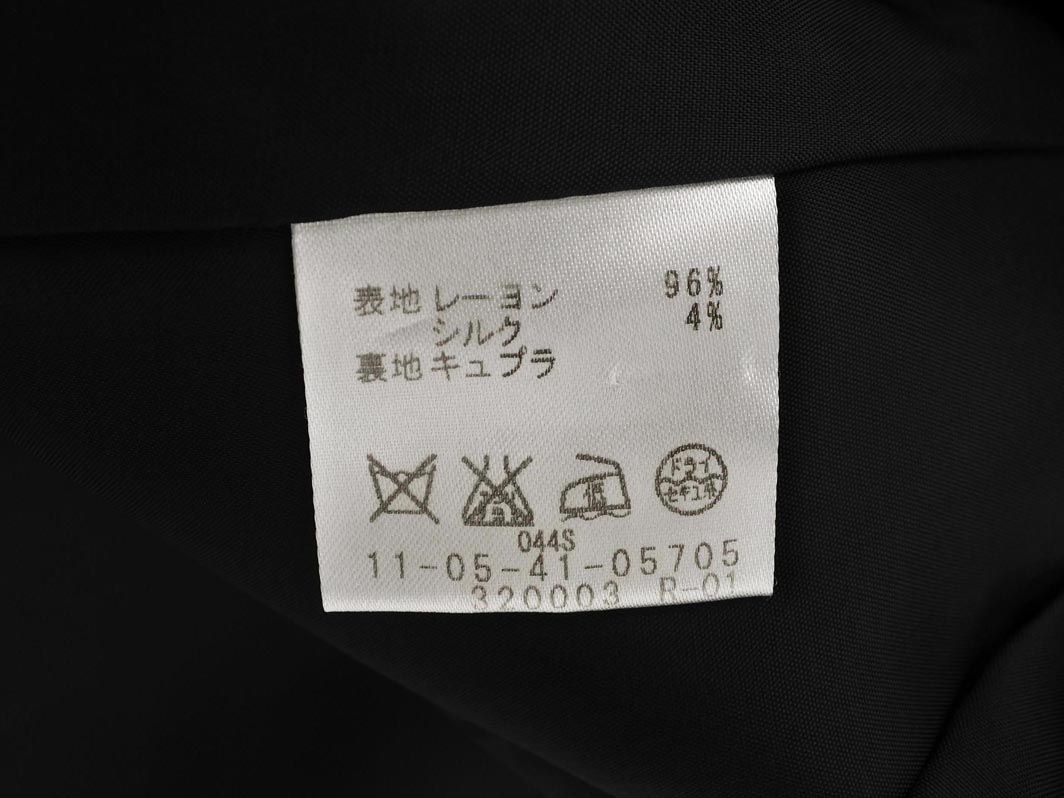 表地 レーヨン 96%
シルク 4%
裏地 キュプラ
低
ドライ
セキユ系
044S
11-05-41-05705
320003 R-01